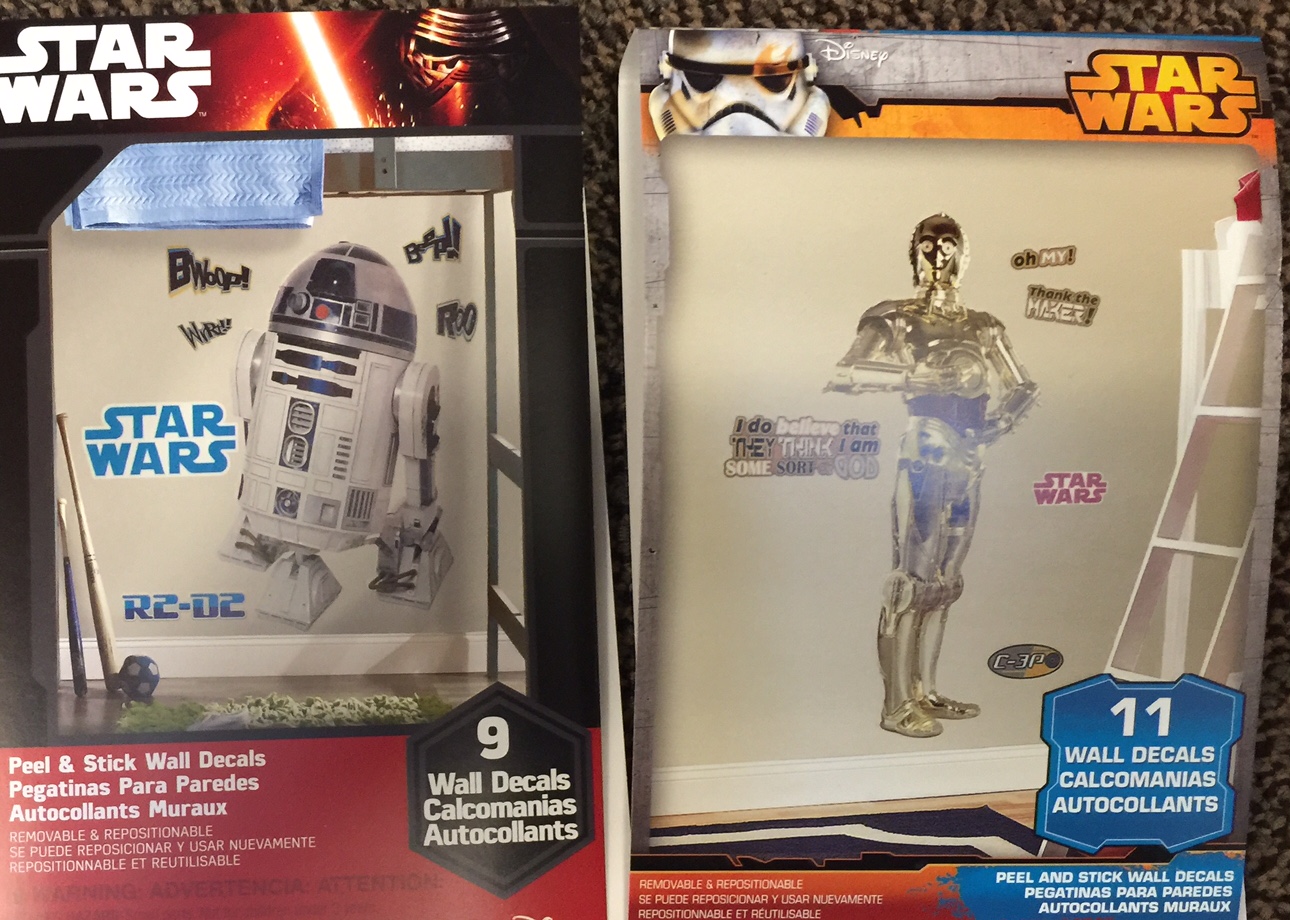 STAR
WARS
BWoop!
BEEP!!
WRRE!!
ROO
STAR
WARS
R2-D2
9
Wall Decals
Calcomanias
Autocollants
Peel & Stick Wall Decals
Pegatinas Para Paredes
Autocollants Muraux
REMOVABLE & REPOSITIONABLE
SE PUEDE REPOSICIONAR Y USAR NUEVAMENTE
REPOSITIONNABLE ET REUTILISABLE
WARNING: ADVERTENCIA: ATTENTION:
Disney
STAR
WARS
oh MY!
Thank the
MAKER!
I do believe that
THEY THINK I am
SOME SORT OF GOD
STAR
WARS
C-3PO
11
WALL DECALS
CALCOMANIAS
AUTOCOLLANTS
REMOVABLE & REPOSITIONABLE
SE PUEDE REPOSICIONAR Y USAR NUEVAMENTE
REPOSITIONNABLE ET RÉUTILISABLE
PEEL AND STICK WALL DECALS
PEGATINAS PARA PAREDES
AUTOCOLLANTS MURAUX